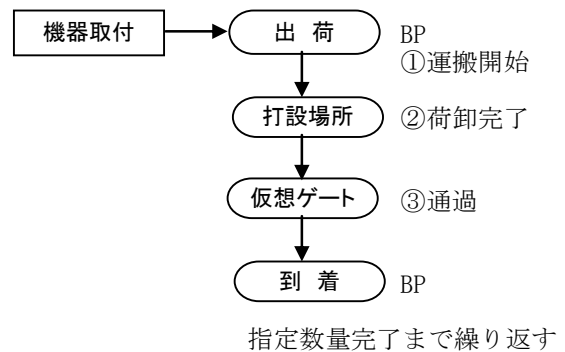 機器取付
出 荷
BP
①運搬開始
打設場所
②荷卸完了
仮想ゲート
③通過
到 着
BP
指定数量完了まで繰り返す